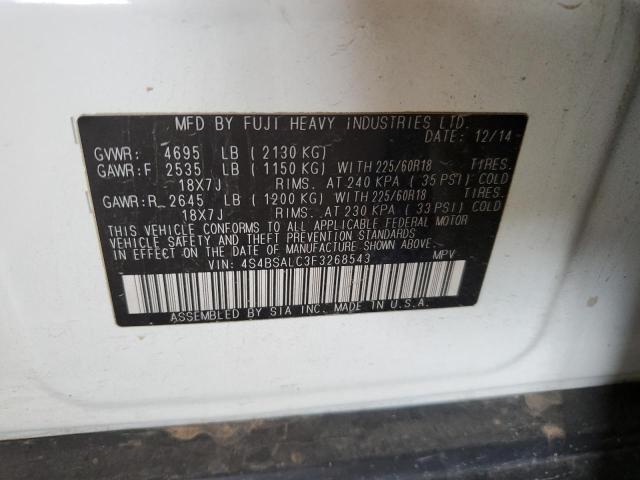 MFD BY FUJI HEAVY INDUSTRIES LTD.
DATE: 12/14
GVWR: 4695 LB (2130 KG)
GAWR:F 2535 LB (1150 KG) WITH 225/60R18 TIRES.
18X7J RIMS. AT 240 KPA (35 PSI) COLD
GAWR:R 2645 LB (1200 KG) WITH 225/60R18 TIRES.
18X7J RIMS. AT 230 KPA (33 PSI) COLD
THIS VEHICLE CONFORMS TO ALL APPLICABLE FEDERAL MOTOR
VEHICLE SAFETY AND THEFT PREVENTION STANDARDS
IN EFFECT ON THE DATE OF MANUFACTURE SHOWN ABOVE.
VIN: 4S4BSALC3F3268543 MPV
ASSEMBLED BY SIA INC. MADE IN U.S.A.